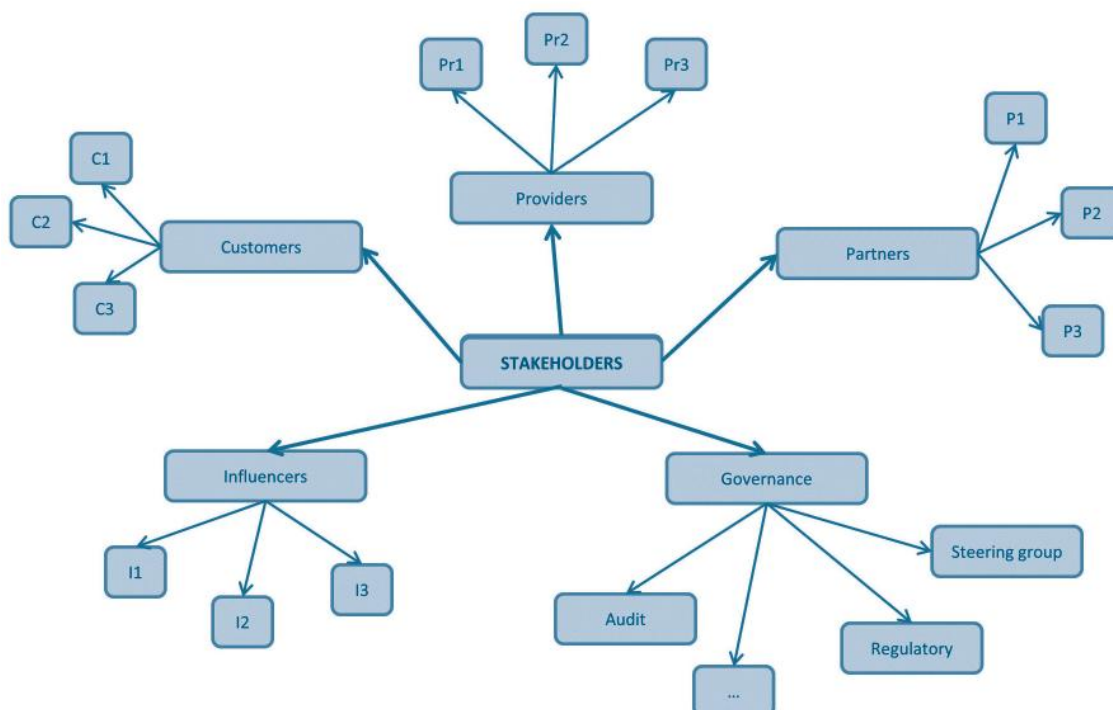 Pr1
Pr2
Pr3
P1
C1
Providers
P2
C2
Customers
Partners
C3
P3
STAKEHOLDERS
Influencers
Governance
Steering group
I1
I3
I2
Audit
Regulatory
...